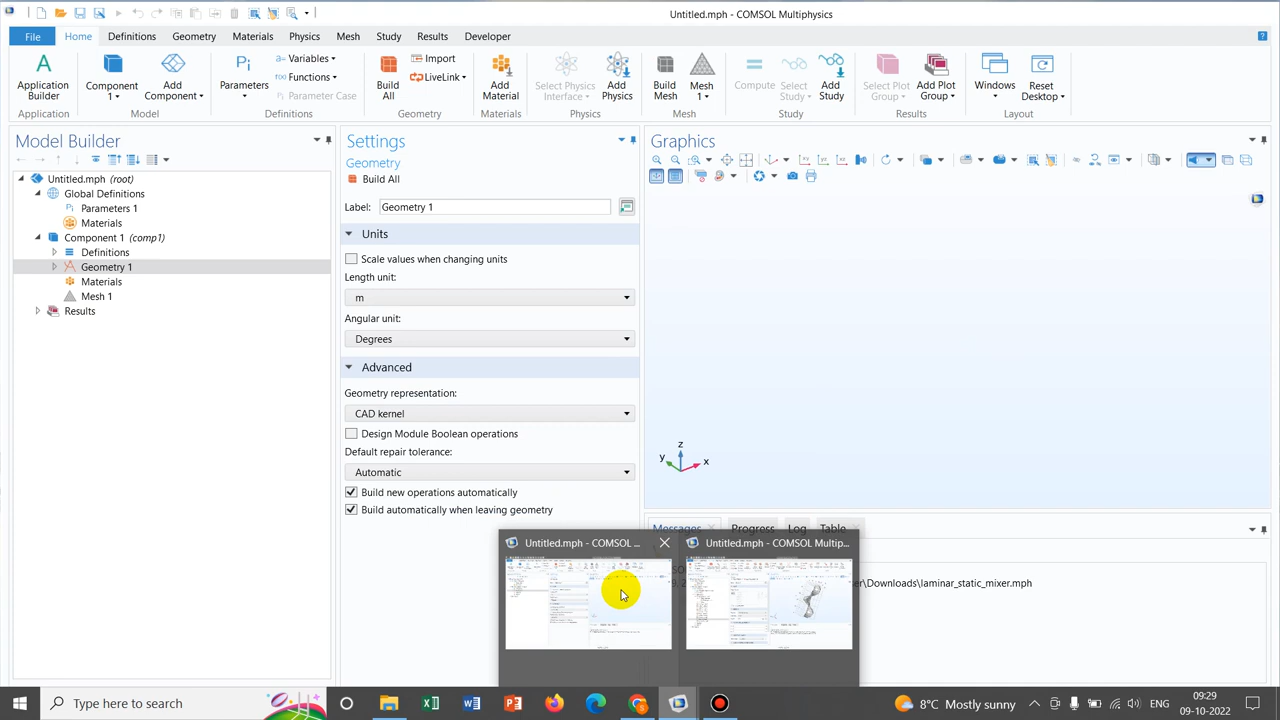 Untitled.mph - COMSOL Multiphysics
File Home Definitions Geometry Materials Physics Mesh Study Results Developer
Application Builder
Component 1
Add Component
Parameters
Variables
Functions
Parameter Case
Build All
Import
LiveLink
Add Material
Select Physics Interface
Add Physics
Build Mesh
Mesh 1
Compute
Select Study
Add Study
Select Plot Group
Add Plot Group
Windows
Reset Desktop
Application Model Definitions Geometry Materials Physics Mesh Study Results Layout
Model Builder
Untitled.mph (root)
Global Definitions
Parameters 1
Materials
Component 1 (comp1)
Definitions
Geometry 1
Materials
Mesh 1
Results
Settings
Geometry
Build All
Label: Geometry 1
Units
Scale values when changing units
Length unit:
m
Angular unit:
Degrees
Advanced
Geometry representation:
CAD kernel
Design Module Boolean operations
Default repair tolerance:
Automatic
Build new operations automatically
Build automatically when leaving geometry
Graphics
z
y x
Messages Progress Log Table
\Downloads\laminar_static_mixer.mph
Untitled.mph - COMSOL ...
Untitled.mph - COMSOL Multip...
Type here to search
8°C Mostly sunny
ENG
09:29
09-10-2022